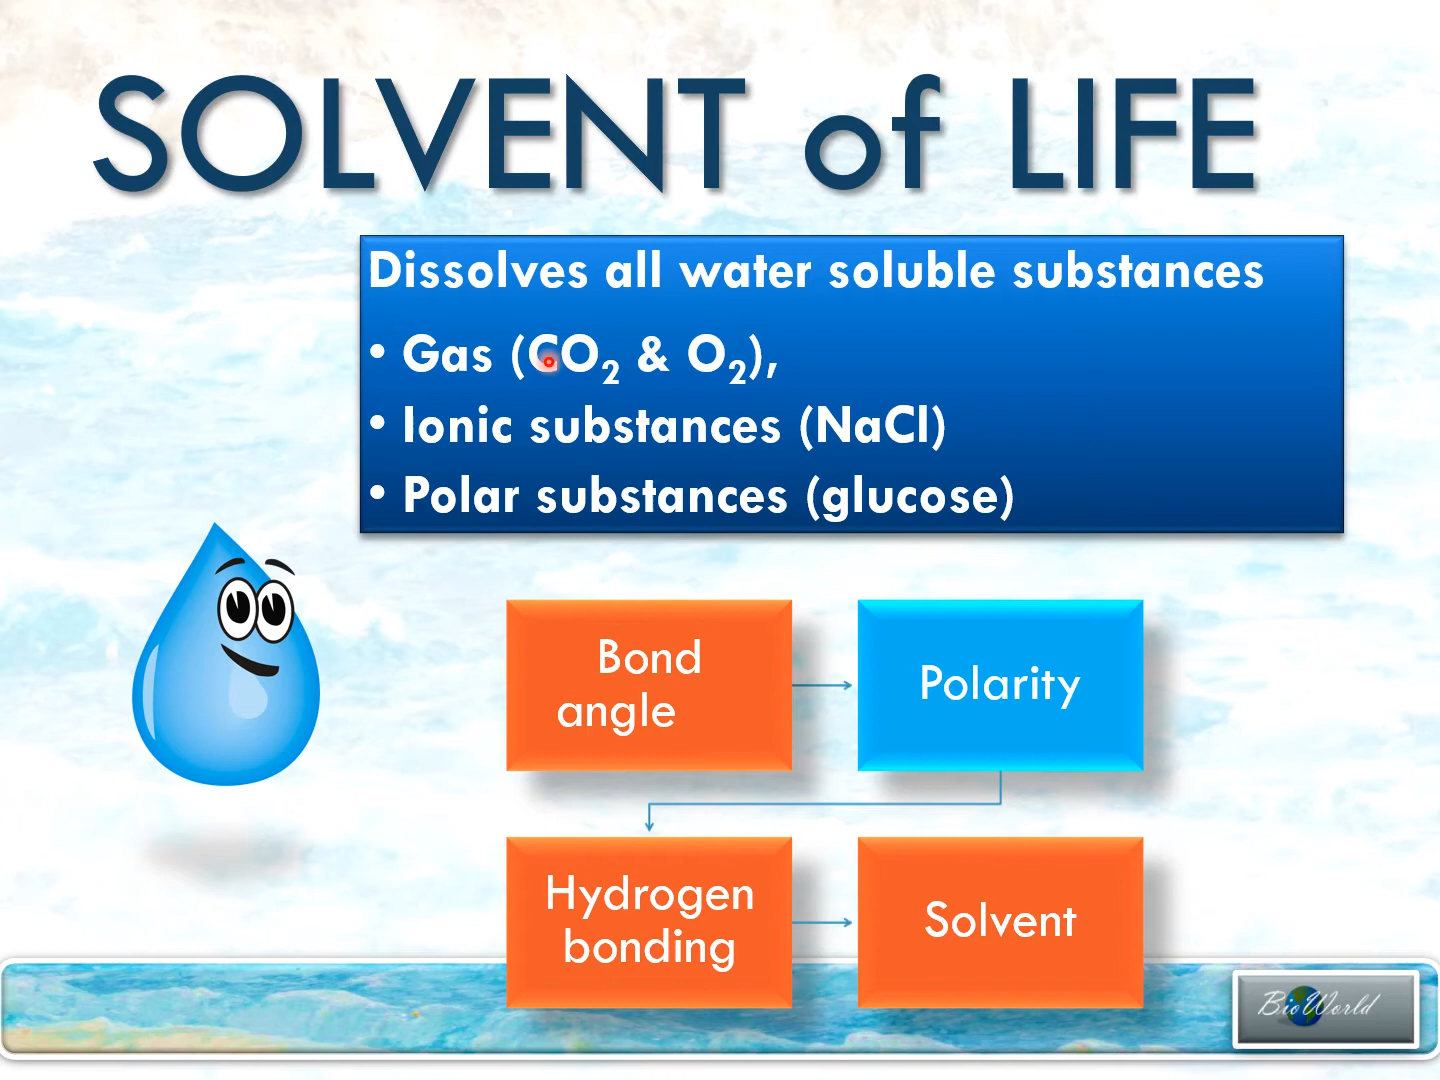 SOLVENT of LIFE
Dissolves all water soluble substances
• Gas (CO₂ & O₂),
• Ionic substances (NaCl)
• Polar substances (glucose)
Bond
angle
Polarity
Hydrogen
bonding
Solvent
BioWorld